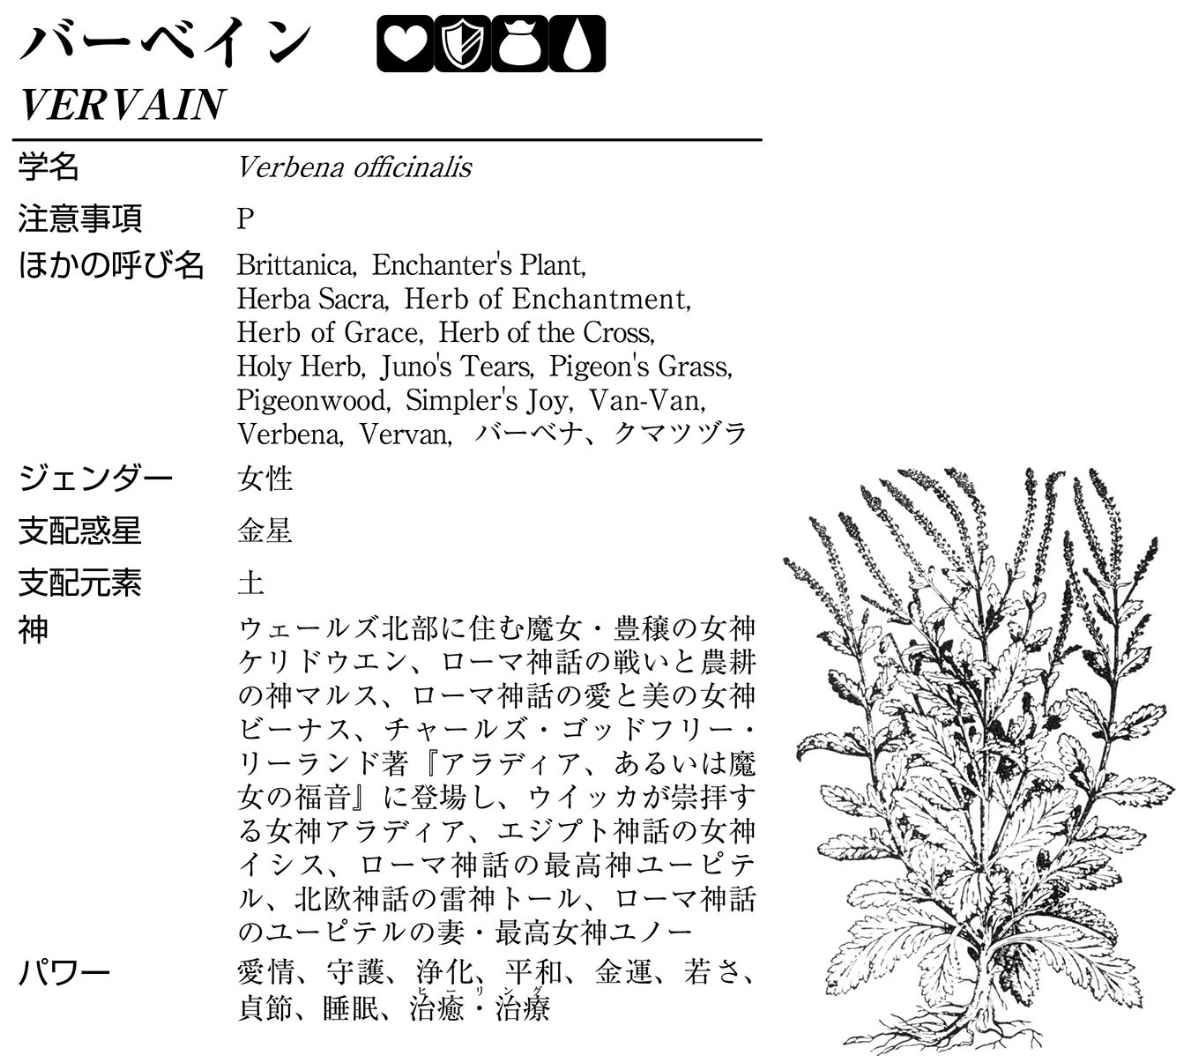 バーベイン
VERVAIN
学名 Verbena officinalis
注意事項 P
ほかの呼び名 Brittanica, Enchanter's Plant,
Herba Sacra, Herb of Enchantment,
Herb of Grace, Herb of the Cross,
Holy Herb, Juno's Tears, Pigeon's Grass,
Pigeonwood, Simpler's Joy, Van-Van,
Verbena, Vervan, バーベナ、クマツヅラ
ジェンダー 女性
支配惑星 金星
支配元素 土
神 ウェールズ北部に住む魔女・豊穣の女神
ケリドウエン、ローマ神話の戦いと農耕
の神マルス、ローマ神話の愛と美の女神
ビーナス、チャールズ・ゴッドフリー・
リーランド著『アラディア、あるいは魔
女の福音』に登場し、ウイッカが崇拝す
る女神アラディア、エジプト神話の女神
イシス、ローマ神話の最高神ユーピテ
ル、北欧神話の雷神トール、ローマ神話
のユーピテルの妻・最高女神ユノー
パワー 愛情、守護、浄化、平和、金運、若さ、
ヒーリング
貞節、睡眠、治癒・治療